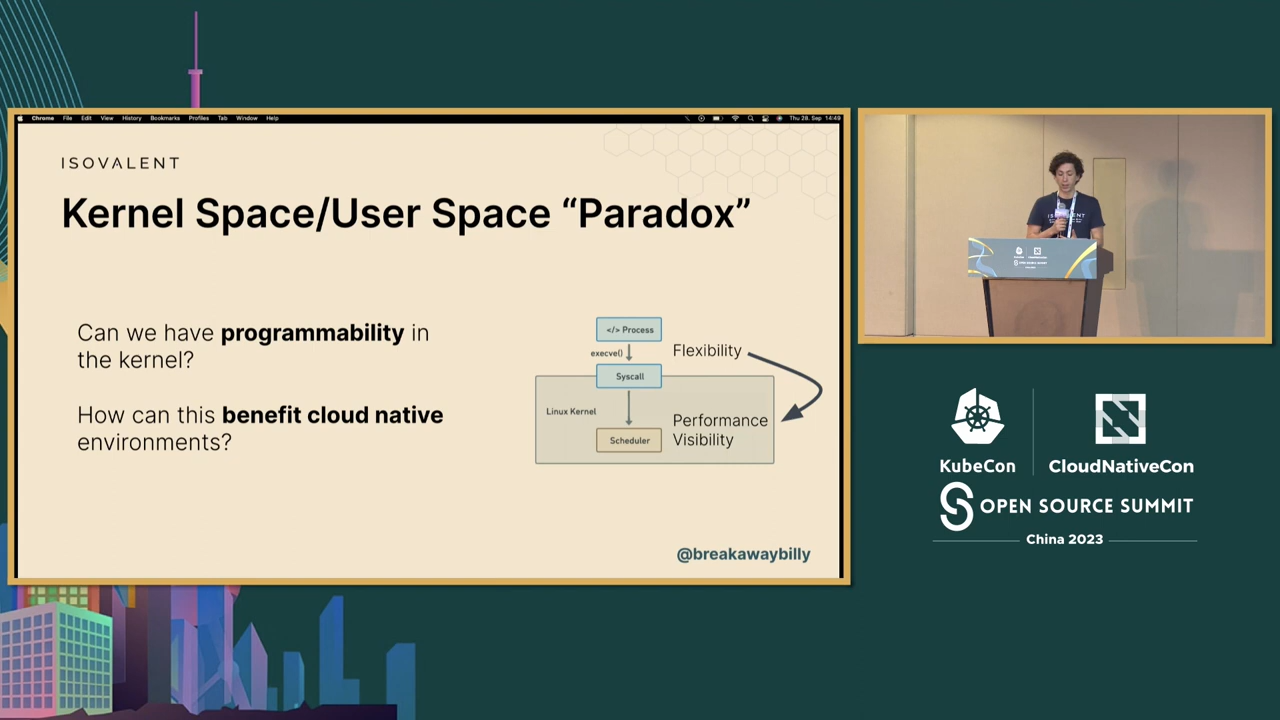 Chrome File Edit View History Bookmarks Profiles Tab Window Help Thu 28. Sep 14:49
ISOVALENT
Kernel Space/User Space “Paradox”
Can we have programmability in
the kernel?
How can this benefit cloud native
environments?
</> Process
execve()
Flexibility
Syscall
Linux Kernel
Performance
Visibility
Scheduler
@breakawaybilly
ISOVALENT
KubeCon
CloudNativeCon
OPEN SOURCE SUMMIT
China 2023